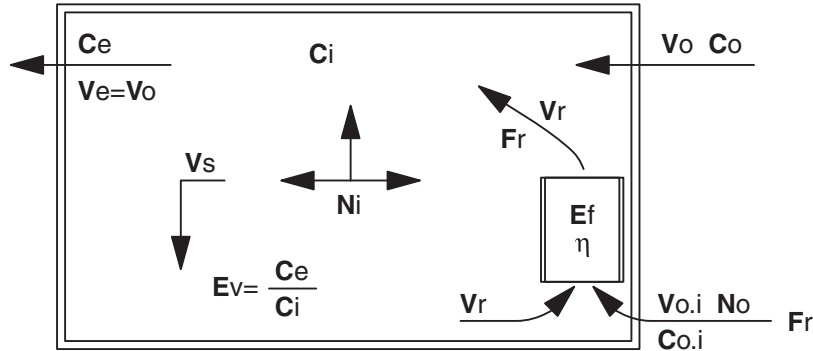 Ce
Ve=Vo
Ci
Vo Co
Vr
Fr
Vs
Ni
Ef
η
Ev= Ce
Ci
Vr
Vo.i No
Co.i
Fr